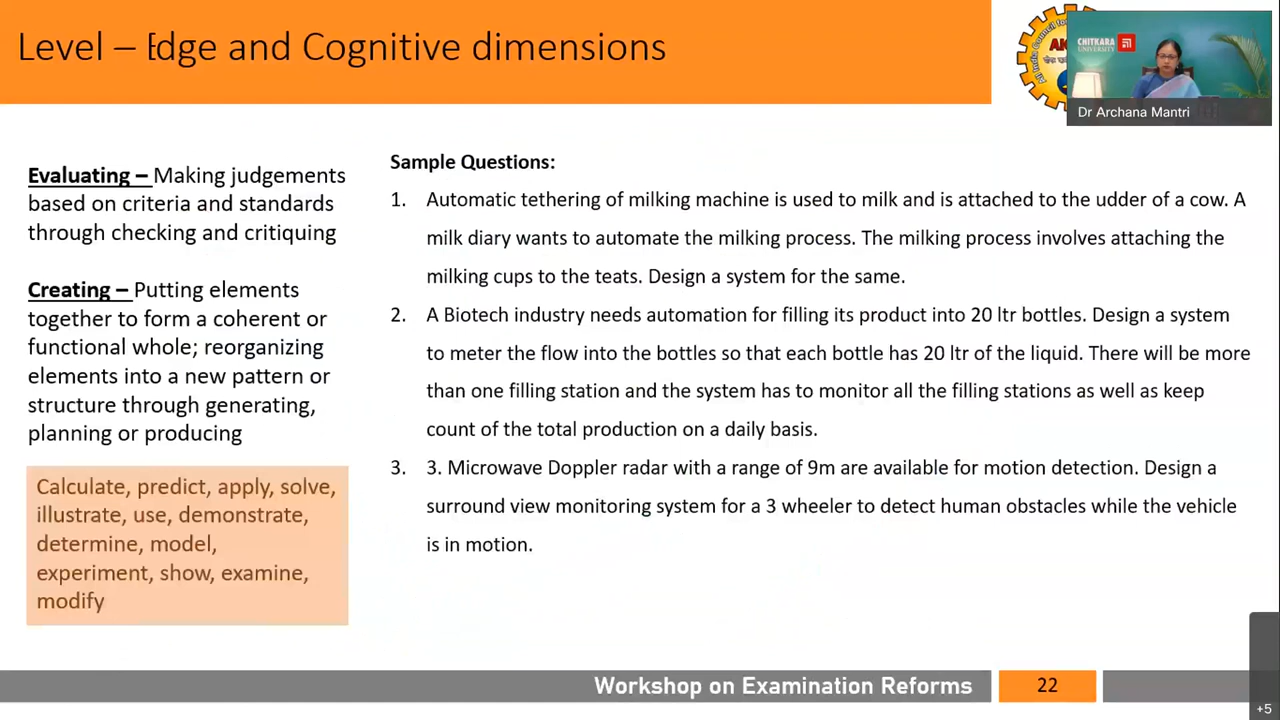 Level – Edge and Cognitive dimensions
CHITKARA
UNIVERSITY
Dr Archana Mantri
Evaluating – Making judgements
based on criteria and standards
through checking and critiquing
Creating – Putting elements
together to form a coherent or
functional whole; reorganizing
elements into a new pattern or
structure through generating,
planning or producing
Calculate, predict, apply, solve,
illustrate, use, demonstrate,
determine, model,
experiment, show, examine,
modify
Sample Questions:
1. Automatic tethering of milking machine is used to milk and is attached to the udder of a cow. A
milk diary wants to automate the milking process. The milking process involves attaching the
milking cups to the teats. Design a system for the same.
2. A Biotech industry needs automation for filling its product into 20 ltr bottles. Design a system
to meter the flow into the bottles so that each bottle has 20 ltr of the liquid. There will be more
than one filling station and the system has to monitor all the filling stations as well as keep
count of the total production on a daily basis.
3. 3. Microwave Doppler radar with a range of 9m are available for motion detection. Design a
surround view monitoring system for a 3 wheeler to detect human obstacles while the vehicle
is in motion.
Workshop on Examination Reforms
22
+5